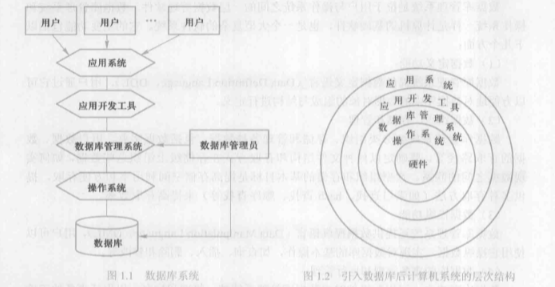 用户 用户 … 用户
应用系统
应用开发工具
数据库管理系统 数据库管理员
操作系统
数据库
图 1.1 数据库系统
应用系统
应用开发工具
数据库管理系统
操作系统
硬件
图 1.2 引入数据库后计算机系统的层次结构